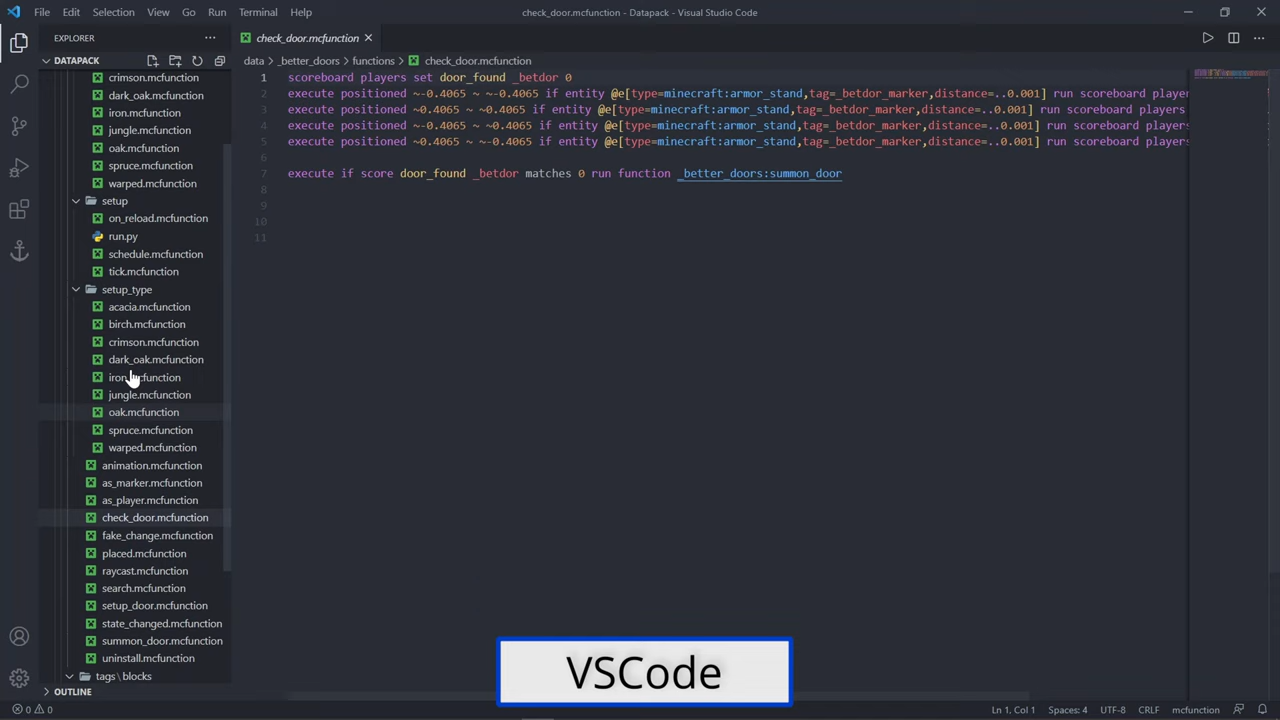 File Edit Selection View Go Run Terminal Help
check_door.mcfunction - Datapack - Visual Studio Code
EXPLORER
DATAPACK
crimson.mcfunction
dark_oak.mcfunction
iron.mcfunction
jungle.mcfunction
oak.mcfunction
spruce.mcfunction
warped.mcfunction
setup
on_reload.mcfunction
run.py
schedule.mcfunction
tick.mcfunction
setup_type
acacia.mcfunction
birch.mcfunction
crimson.mcfunction
dark_oak.mcfunction
iron.mcfunction
jungle.mcfunction
oak.mcfunction
spruce.mcfunction
warped.mcfunction
animation.mcfunction
as_marker.mcfunction
as_player.mcfunction
check_door.mcfunction
fake_change.mcfunction
placed.mcfunction
raycast.mcfunction
search.mcfunction
setup_door.mcfunction
state_changed.mcfunction
summon_door.mcfunction
uninstall.mcfunction
tags \ blocks
OUTLINE
check_door.mcfunction
data > _better_doors > functions > check_door.mcfunction
1 scoreboard players set door_found _betdor 0
2 execute positioned ~-0.4065 ~ ~-0.4065 if entity @e[type=minecraft:armor_stand,tag=_betdor_marker,distance=..0.001] run scoreboard player
3 execute positioned ~0.4065 ~ ~0.4065 if entity @e[type=minecraft:armor_stand,tag=_betdor_marker,distance=..0.001] run scoreboard players
4 execute positioned ~-0.4065 ~ ~0.4065 if entity @e[type=minecraft:armor_stand,tag=_betdor_marker,distance=..0.001] run scoreboard players
5 execute positioned ~0.4065 ~ ~-0.4065 if entity @e[type=minecraft:armor_stand,tag=_betdor_marker,distance=..0.001] run scoreboard players
6
7 execute if score door_found _betdor matches 0 run function _better_doors:summon_door
8
9
10
11
VSCode
0 0
Ln 1, Col 1 Spaces: 4 UTF-8 CRLF mcfunction